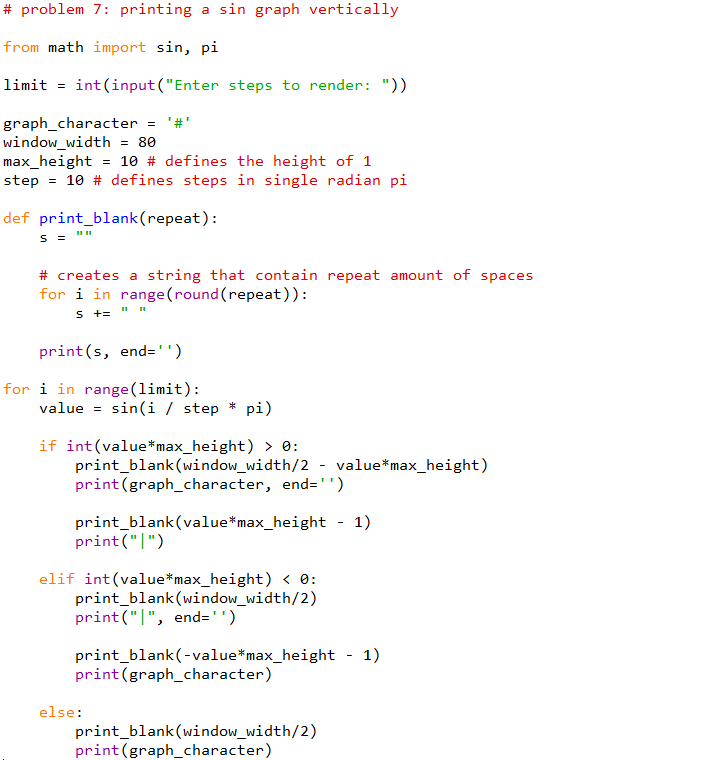 # problem 7: printing a sin graph vertically

from math import sin, pi

limit = int(input("Enter steps to render: "))

graph_character = '#'
window_width = 80
max_height = 10 # defines the height of 1
step = 10 # defines steps in single radian pi

def print_blank(repeat):
    s = ""

    # creates a string that contain repeat amount of spaces
    for i in range(round(repeat)):
        s += " "

    print(s, end='')

for i in range(limit):
    value = sin(i / step * pi)

    if int(value*max_height) > 0:
        print_blank(window_width/2 - value*max_height)
        print(graph_character, end='')

        print_blank(value*max_height - 1)
        print("|")

    elif int(value*max_height) < 0:
        print_blank(window_width/2)
        print("|", end='')

        print_blank(-value*max_height - 1)
        print(graph_character)

    else:
        print_blank(window_width/2)
        print(graph_character)